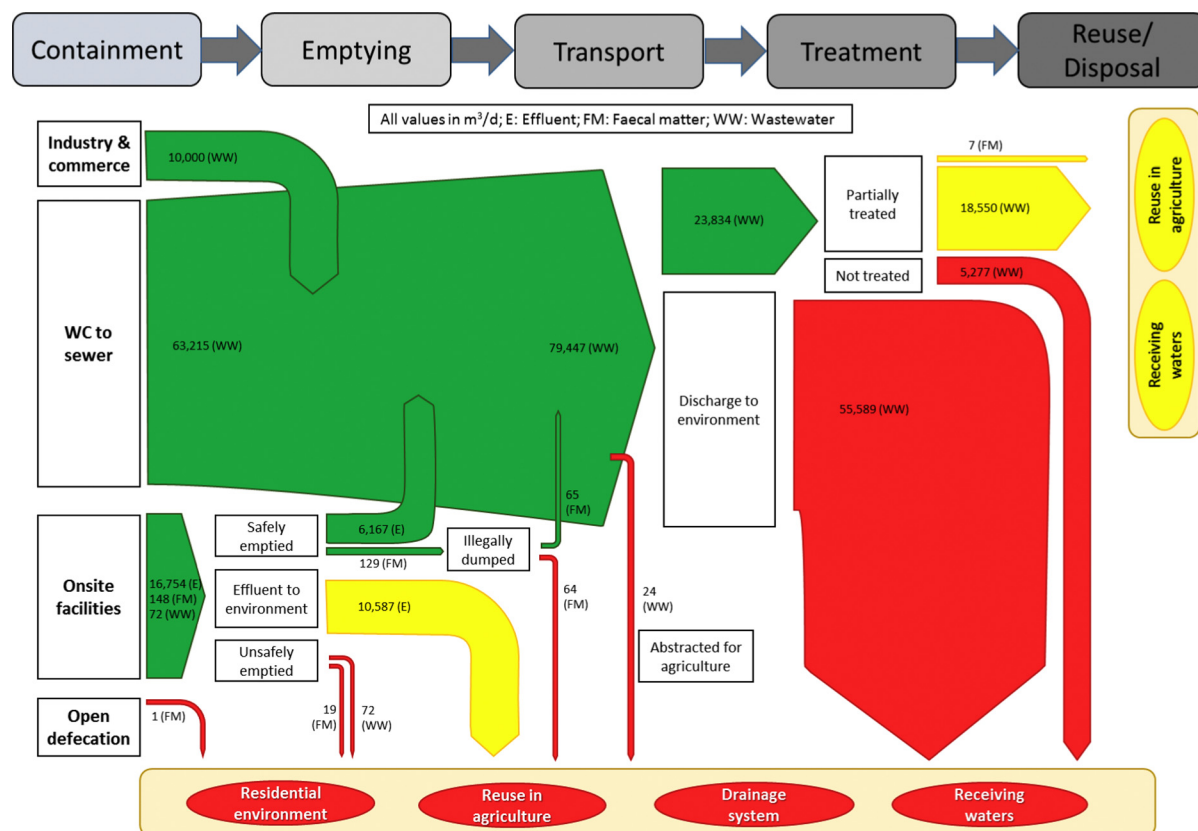 Containment
Emptying
Transport
Treatment
Reuse/
Disposal
All values in m³/d; E: Effluent; FM: Faecal matter; WW: Wastewater
Industry &
commerce
10,000 (WW)
WC to
sewer
63,215 (WW)
79,447 (WW)
23,834 (WW)
Partially
treated
7 (FM)
18,550 (WW)
Not treated
5,277 (WW)
Discharge to
environment
55,589 (WW)
Reuse in
agriculture
Receiving
waters
Onsite
facilities
16,754 (E)
148 (FM)
72 (WW)
Safely
emptied
6,167 (E)
129 (FM)
Illegally
dumped
65
(FM)
64
(FM)
24
(WW)
Abstracted for
agriculture
Effluent to
environment
10,587 (E)
Unsafely
emptied
19
(FM)
72
(WW)
Open
defecation
1 (FM)
Residential
environment
Reuse in
agriculture
Drainage
system
Receiving
waters